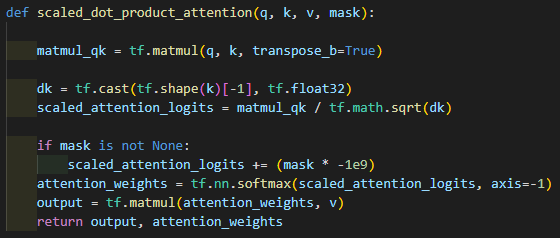 def scaled_dot_product_attention(q, k, v, mask):
    matmul_qk = tf.matmul(q, k, transpose_b=True)
    dk = tf.cast(tf.shape(k)[-1], tf.float32)
    scaled_attention_logits = matmul_qk / tf.math.sqrt(dk)
    if mask is not None:
        scaled_attention_logits += (mask * -1e9)
    attention_weights = tf.nn.softmax(scaled_attention_logits, axis=-1)
    output = tf.matmul(attention_weights, v)
    return output, attention_weights